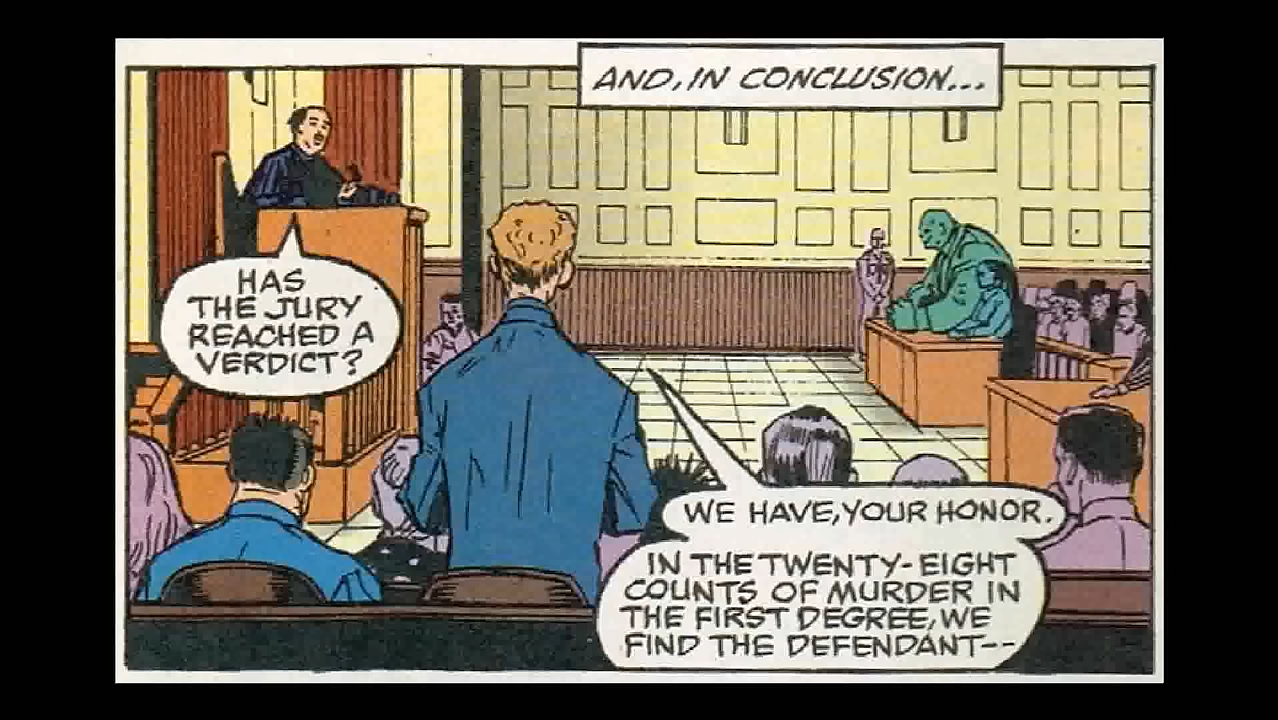 AND, IN CONCLUSION...
HAS
THE JURY
REACHED A
VERDICT?
WE HAVE, YOUR HONOR.
IN THE TWENTY-EIGHT
COUNTS OF MURDER IN
THE FIRST DEGREE, WE
FIND THE DEFENDANT--